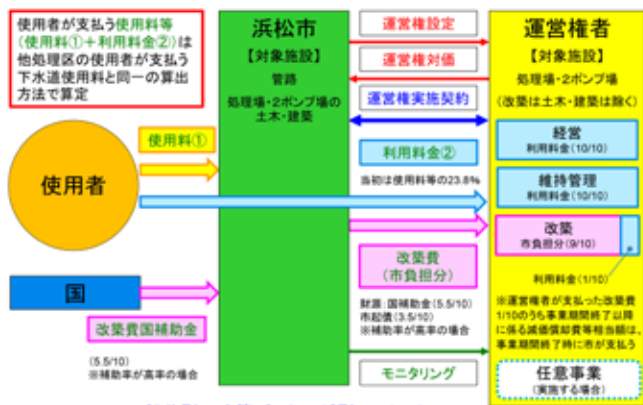 使用者が支払う使用料等
(使用料①+利用料金②)は
他処理区の使用者が支払う
下水道使用料と同一の算出
方法で算定
使用者
国
使用料①
改築費国補助金
(5.5/10)
※補助率が高率の場合
浜松市
【対象施設】
管路
処理場・2ポンプ場の
土木・建築
運営権設定
運営権対価
運営権実施契約
利用料金②
当初は使用料等の23.8%
改築費
(市負担分)
財源:国補助金(5.5/10)
市起債(3.5/10)
※補助率が高率の場合
モニタリング
運営権者
【対象施設】
処理場・2ポンプ場
(改築は土木・建築は除く)
経営
利用料金(10/10)
維持管理
利用料金(10/10)
改築
市負担分(9/10)
利用料金(1/10)
※運営権者が支払った改築費
1/10のうち事業期間終了以降
に係る減価償却費等相当額は、
事業期間終了時に市が支払う
任意事業
(実施する場合)